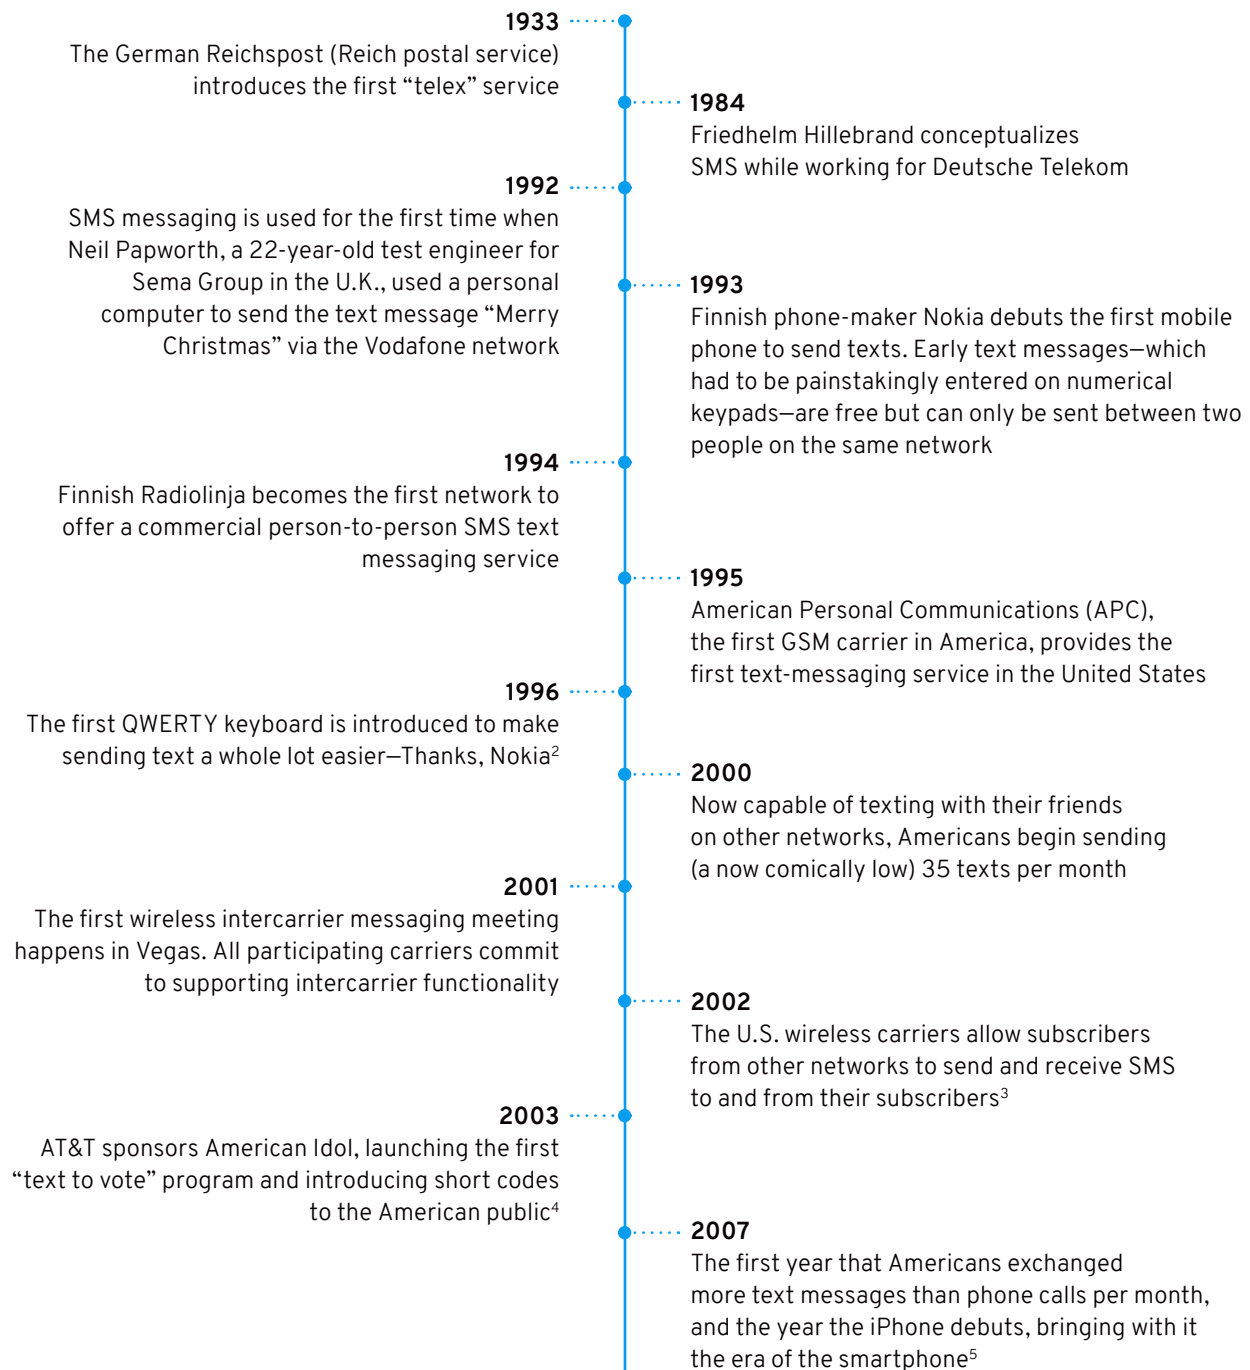 1933
The German Reichspost (Reich postal service)
introduces the first “telex” service
1984
Friedhelm Hillebrand conceptualizes
SMS while working for Deutsche Telekom
1992
SMS messaging is used for the first time when
Neil Papworth, a 22-year-old test engineer for
Sema Group in the U.K., used a personal
computer to send the text message “Merry
Christmas” via the Vodafone network
1993
Finnish phone-maker Nokia debuts the first mobile
phone to send texts. Early text messages—which
had to be painstakingly entered on numerical
keypads—are free but can only be sent between two
people on the same network
1994
Finnish Radiolinja becomes the first network to
offer a commercial person-to-person SMS text
messaging service
1995
American Personal Communications (APC),
the first GSM carrier in America, provides the
first text-messaging service in the United States
1996
The first QWERTY keyboard is introduced to make
sending text a whole lot easier—Thanks, Nokia²
2000
Now capable of texting with their friends
on other networks, Americans begin sending
(a now comically low) 35 texts per month
2001
The first wireless intercarrier messaging meeting
happens in Vegas. All participating carriers commit
to supporting intercarrier functionality
2002
The U.S. wireless carriers allow subscribers
from other networks to send and receive SMS
to and from their subscribers³
2003
AT&T sponsors American Idol, launching the first
“text to vote” program and introducing short codes
to the American public⁴
2007
The first year that Americans exchanged
more text messages than phone calls per month,
and the year the iPhone debuts, bringing with it
the era of the smartphone⁵